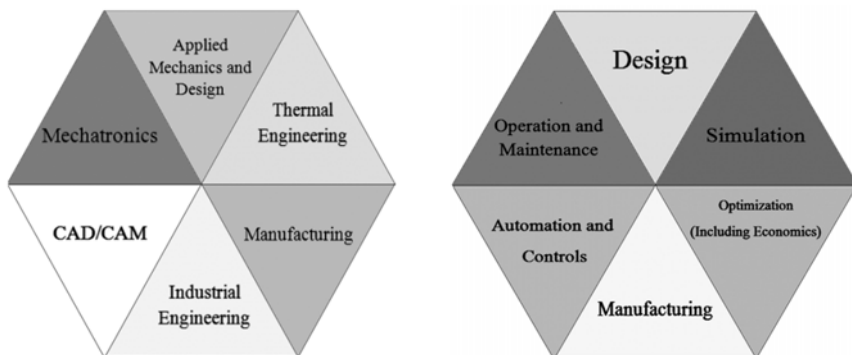 Applied
Mechanics and
Design
Thermal
Engineering
Mechatronics
CAD/CAM
Manufacturing
Industrial
Engineering
Design
Operation and
Maintenance
Simulation
Automation and
Controls
Optimization
(Including Economics)
Manufacturing